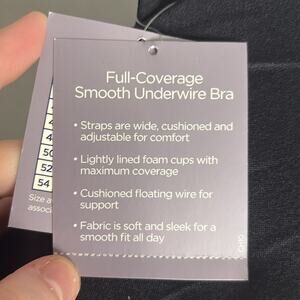 Full-Coverage
Smooth Underwire Bra
• Straps are wide, cushioned and
adjustable for comfort
• Lightly lined foam cups with
maximum coverage
• Cushioned floating wire for
support
• Fabric is soft and sleek for a
smooth fit all day
50
52
54
Size a
associ